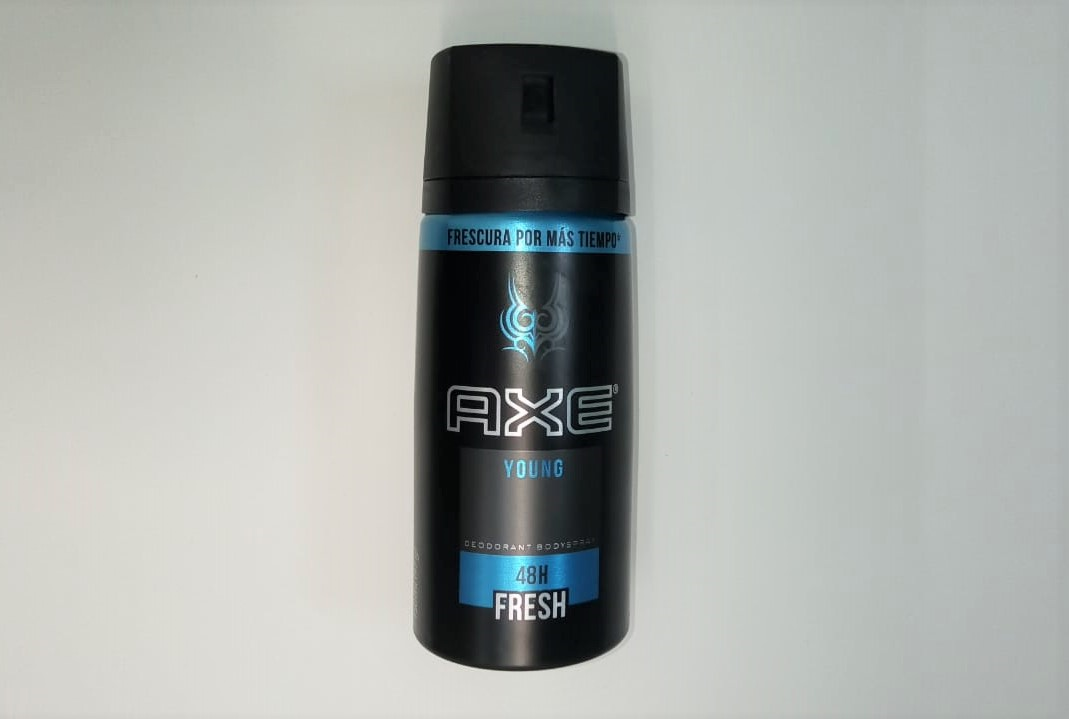 FRESCURA POR MÁS TIEMPO*
AXE®
YOUNG
DEODORANT BODYSPRAY
48H
FRESH